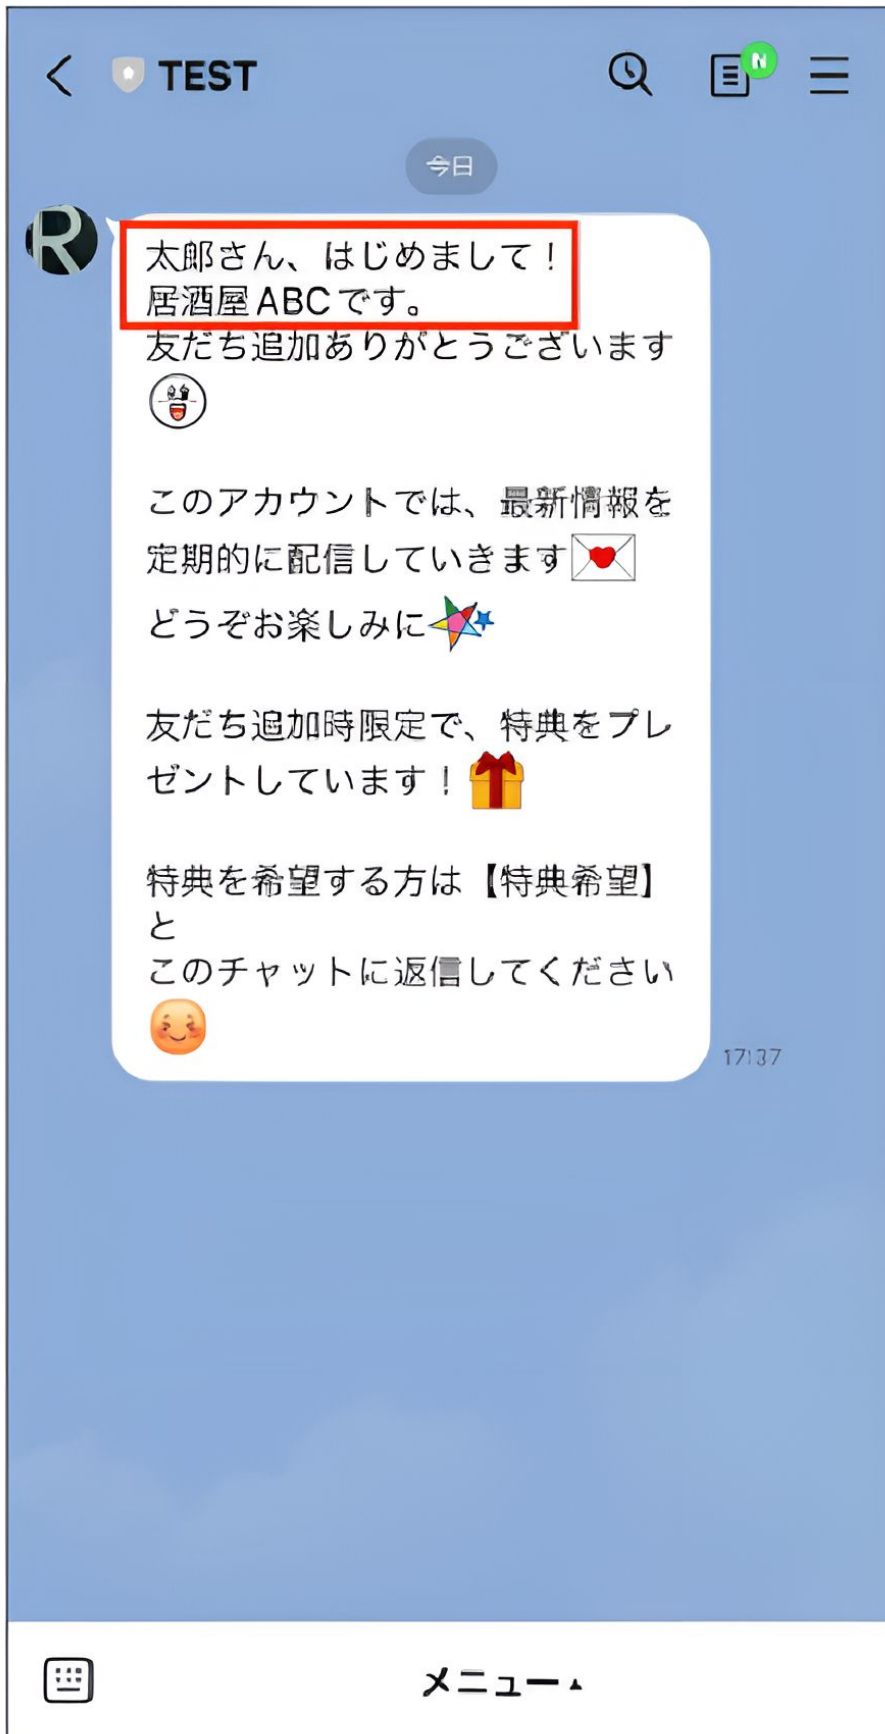 TEST
N
今日
R
太郎さん、はじめまして！
居酒屋ABCです。
友だち追加ありがとうございます
このアカウントでは、最新情報を
定期的に配信していきます
どうぞお楽しみに
友だち追加時限定で、特典をプレ
ゼントしています！
特典を希望する方は【特典希望】
と
このチャットに返信してください
17:37
メニュー▲